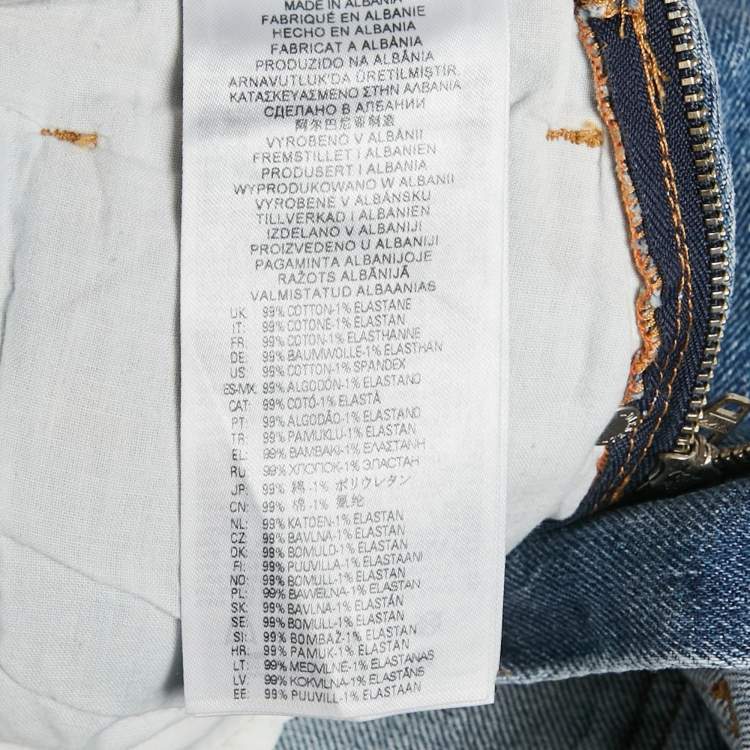 MADE IN ALBANIA
FABRIQUÉ EN ALBANIE
HECHO EN ALBANIA
FABRICAT A ALBÀNIA
PRODUZIDO NA ALBÂNIA
ARNAVUTLUK'DA ÜRETİLMİŞTİR.
ΚΑΤΑΣΚΕΥΑΣΜΕΝΟ ΣΤΗΝ ΑΛΒΑΝΙΑ
СДЕЛАНО В АЛБАНИИ
阿尔巴尼亚制造
VYROBENO V ALBÁNII
FREMSTILLET I ALBANIEN
PRODUSERT I ALBANIA
WYPRODUKOWANO W ALBANII
VYROBENÉ V ALBÁNSKU
TILLVERKAD I ALBANIEN
IZDELANO V ALBANIJI
PROIZVEDENO U ALBANIJI
PAGAMINTA ALBANIJOJE
RAŽOTS ALBĀNIJĀ
VALMISTATUD ALBAANIAS
UK: 99% COTTON-1% ELASTANE
IT: 99% COTONE-1% ELASTAN
FR: 99% COTON-1% ELASTHANNE
DE: 99% BAUMWOLLE-1% ELASTHAN
US: 99% COTTON-1% SPANDEX
ES-MX: 99% ALGODÓN-1% ELASTANO
CAT: 99% COTÓ-1% ELASTÀ
PT: 99% ALGODÃO-1% ELASTANO
TR: 99% PAMUKLU-1% ELASTAN
EL: 99% ΒΑΜΒΑΚΙ-1% ΕΛΑΣΤΑΝΗ
RU: 99% ХЛОПОК-1% ЭЛАСТАН
JP: 99% 綿 -1% ポリウレタン
CN: 99% 棉 -1% 氨纶
NL: 99% KATOEN-1% ELASTAN
CZ: 99% BAVLNA-1% ELASTAN
DK: 99% BOMULD-1% ELASTAN
FI: 99% PUUVILLA-1% ELASTAANI
NO: 99% BOMULL-1% ELASTAN
PL: 99% BAWEŁNA-1% ELASTAN
SK: 99% BAVLNA-1% ELASTÁN
SE: 99% BOMULL-1% ELASTAN
SI: 99% BOMBAŽ-1% ELASTAN
HR: 99% PAMUK-1% ELASTAN
LT: 99% MEDVILNĖ-1% ELASTANAS
LV: 99% KOKVILNA-1% ELASTĀNS
EE: 99% PUUVILL-1% ELASTAN